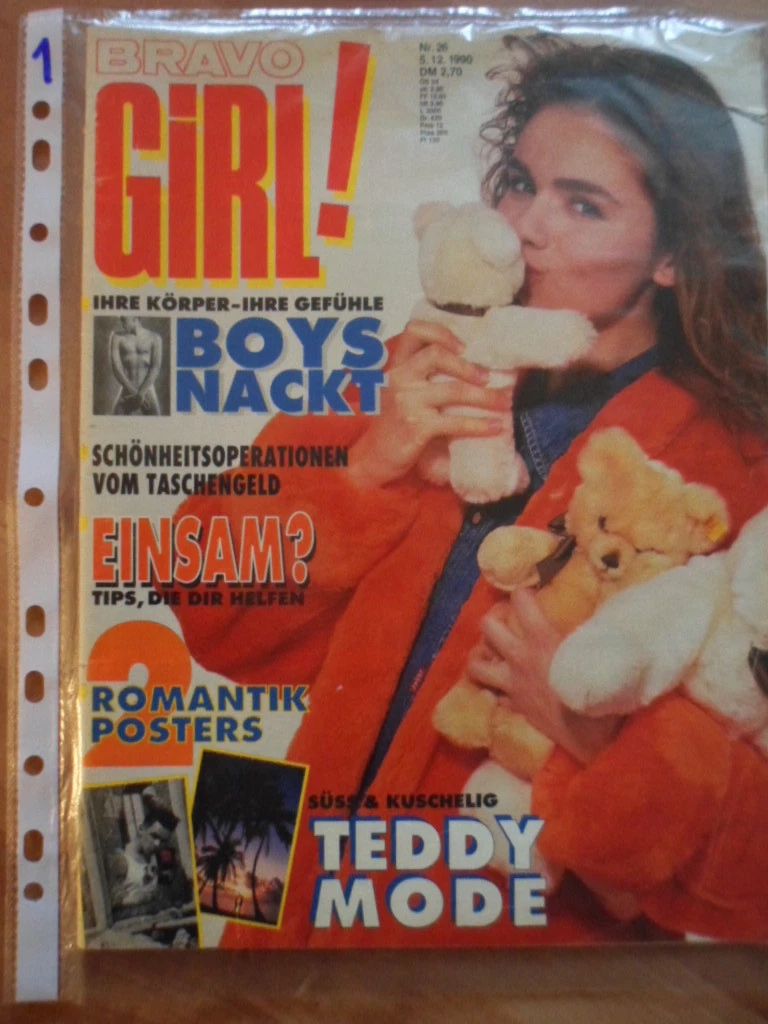 1
BRAVO
GiRL!
Nr. 26
5. 12. 1990
DM 2,70
IHRE KÖRPER-IHRE GEFÜHLE
BOYS
NACKT
SCHÖNHEITSOPERATIONEN
VOM TASCHENGELD
EINSAM?
TIPS, DIE DIR HELFEN
2
ROMANTIK
POSTERS
SÜSS & KUSCHELIG
TEDDY
MODE